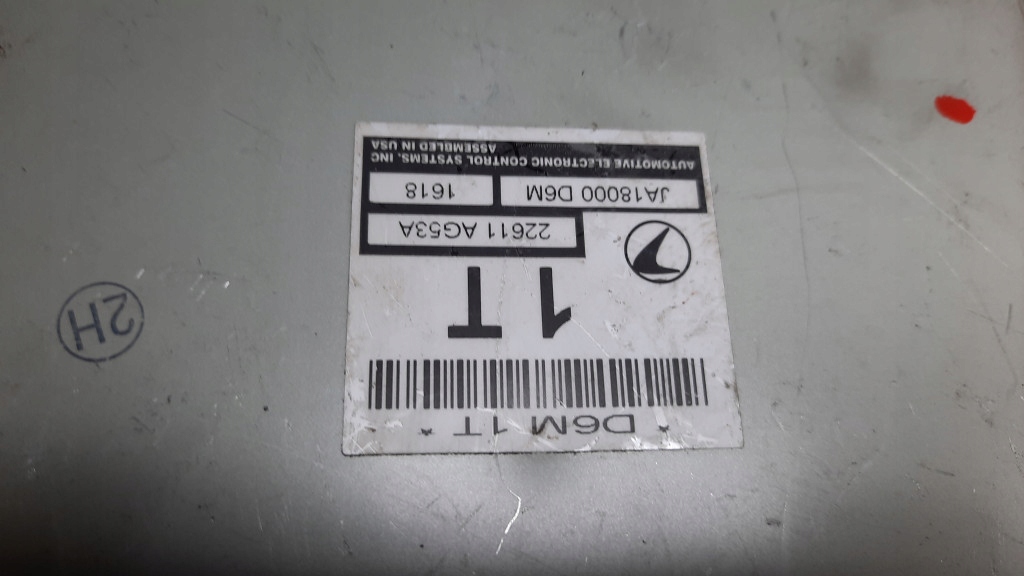 * D6M 1T *
1T
22611 AG53A
JA18000 D6M 1618
AUTOMOTIVE ELECTRONIC CONTROL SYSTEMS, INC
ASSEMBLED IN USA
2H